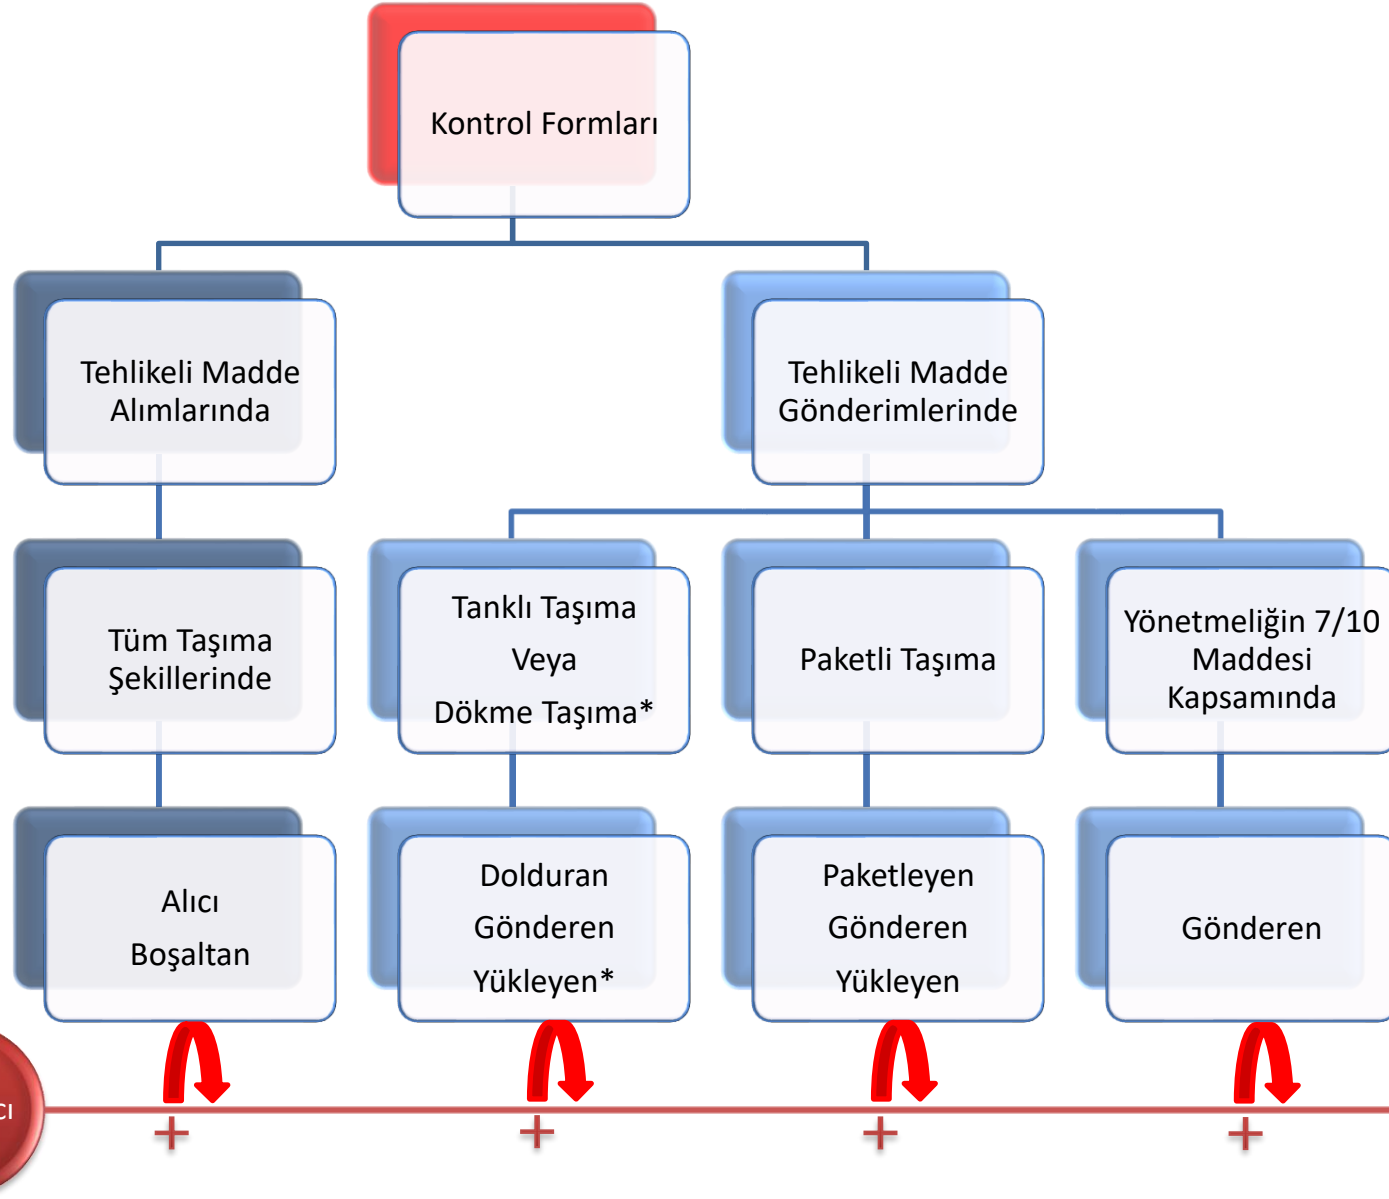 Kontrol Formları
Tehlikeli Madde
Alımlarında
Tehlikeli Madde
Gönderimlerinde
Tüm Taşıma
Şekillerinde
Tanklı Taşıma
Veya
Dökme Taşıma*
Paketli Taşıma
Yönetmeliğin 7/10
Maddesi
Kapsamında
Alıcı
Boşaltan
Dolduran
Gönderen
Yükleyen*
Paketleyen
Gönderen
Yükleyen
Gönderen
+
+
+
+